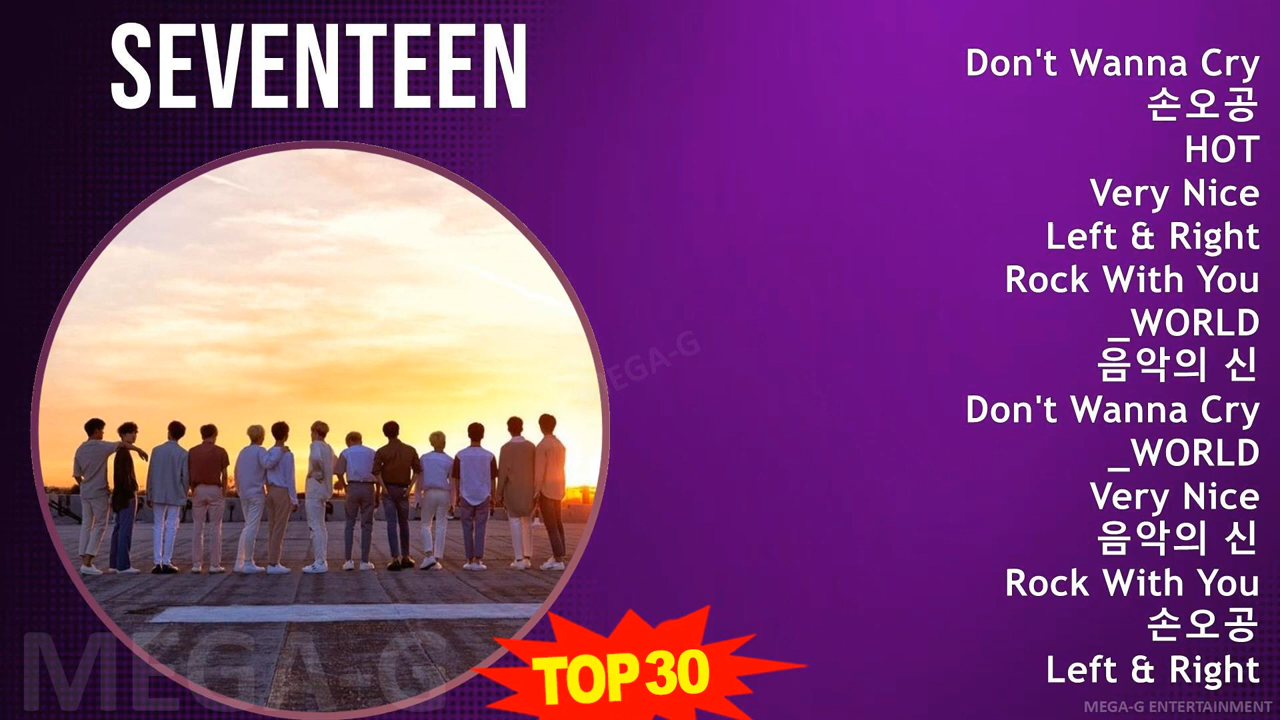 SEVENTEEN
Don't Wanna Cry
손오공
HOT
Very Nice
Left & Right
Rock With You
_WORLD
음악의 신
Don't Wanna Cry
_WORLD
Very Nice
음악의 신
Rock With You
손오공
Left & Right
MEGA-G
TOP 30
MEGA-G
MEGA-G ENTERTAINMENT